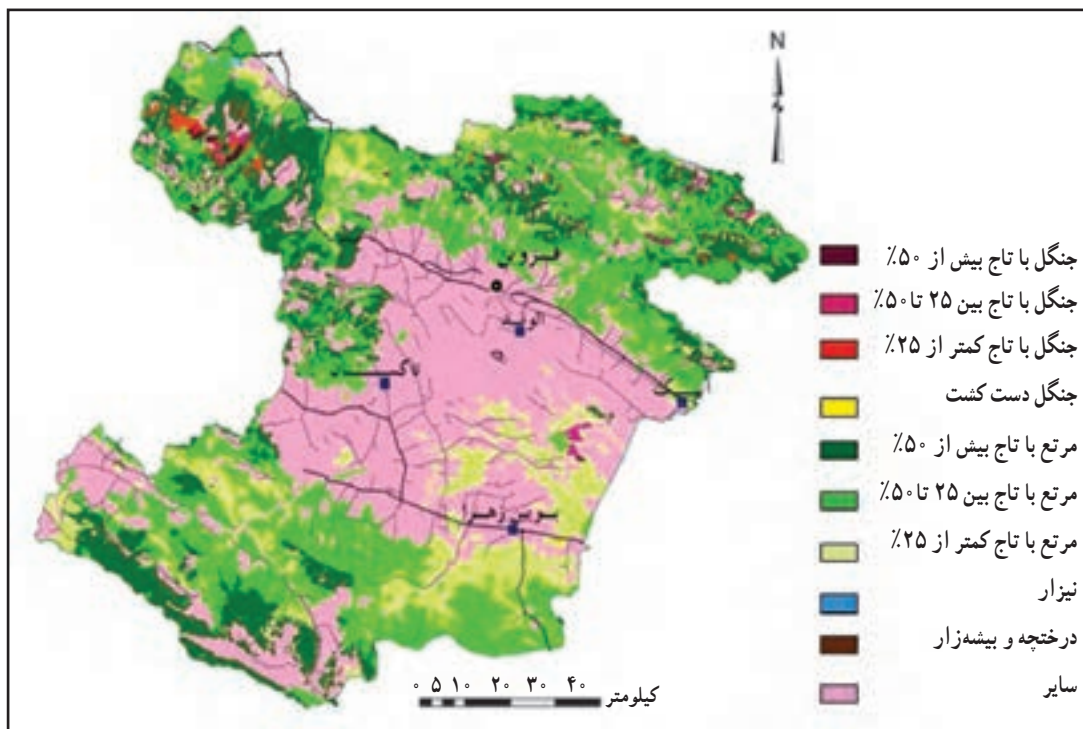 N
قزوین
الوند
تاکستان
بوئین زهرا
جنگل با تاج بیش از ۵۰٪
جنگل با تاج بین ۲۵ تا ۵۰٪
جنگل با تاج کمتر از ۲۵٪
جنگل دست کشت
مرتع با تاج بیش از ۵۰٪
مرتع با تاج بین ۲۵ تا ۵۰٪
مرتع با تاج کمتر از ۲۵٪
نیزار
درختچه و بیشه‌زار
سایر
۰ ۵ ۱۰ ۲۰ ۳۰ ۴۰ کیلومتر